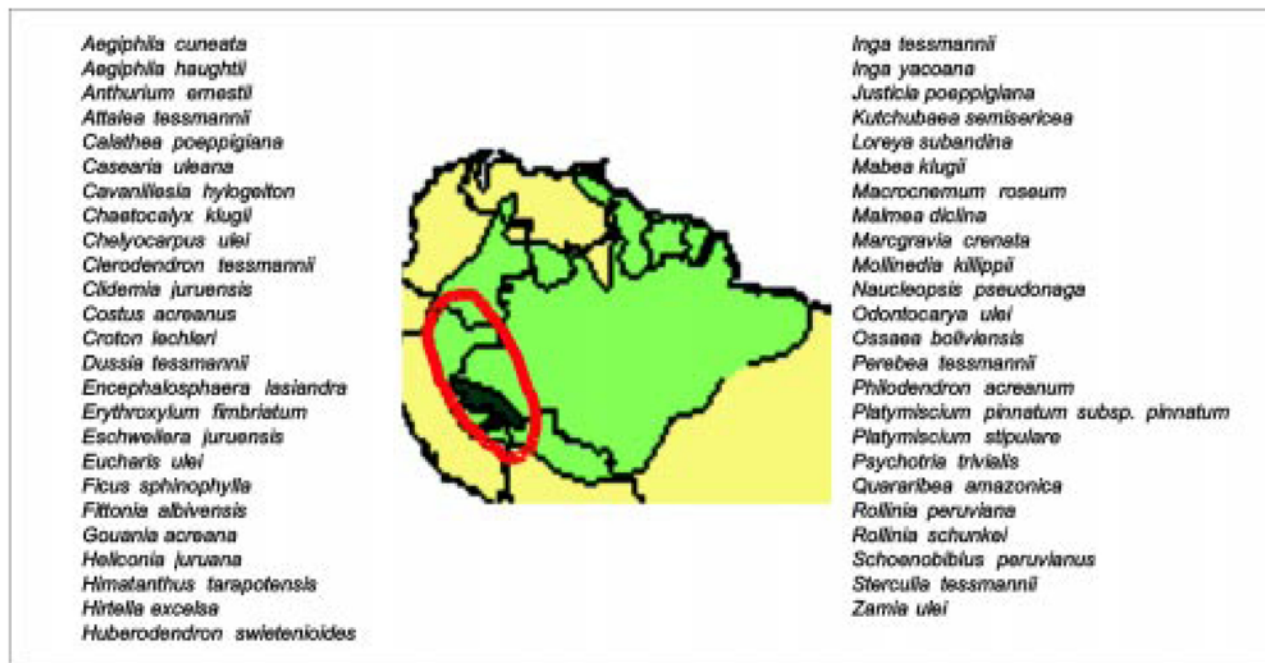 Aegiphila cuneata
Aegiphila haughtii
Anthurium ernestii
Attalea tessmannii
Calathea poeppigiana
Casearia uleana
Cavanillesia hylogeiton
Chaetocalyx klugii
Chelyocarpus ulei
Clerodendron tessmannii
Clidemia juruensis
Costus acreanus
Croton lechleri
Dussia tessmannii
Encephalosphaera lasiandra
Erythroxylum fimbriatum
Eschweilera juruensis
Eucharis ulei
Ficus sphinophylla
Fittonia albivensis
Gouania acreana
Heliconia juruana
Himatanthus tarapotensis
Hirtella excelsa
Huberodendron swietenioides
Inga tessmannii
Inga yacoana
Justicia poeppigiana
Kutchubaea semisericea
Loreya subandina
Mabea klugii
Macrocnemum roseum
Malmea diclina
Marcgravia crenata
Mollinedia killippii
Naucleopsis pseudonaga
Odontocarya ulei
Ossaea boliviensis
Perebea tessmannii
Philodendron acreanum
Platymiscium pinnatum subsp. pinnatum
Platymiscium stipulare
Psychotria trivialis
Quararibea amazonica
Rollinia peruviana
Rollinia schunkei
Schoenobiblus peruvianus
Sterculia tessmannii
Zamia ulei